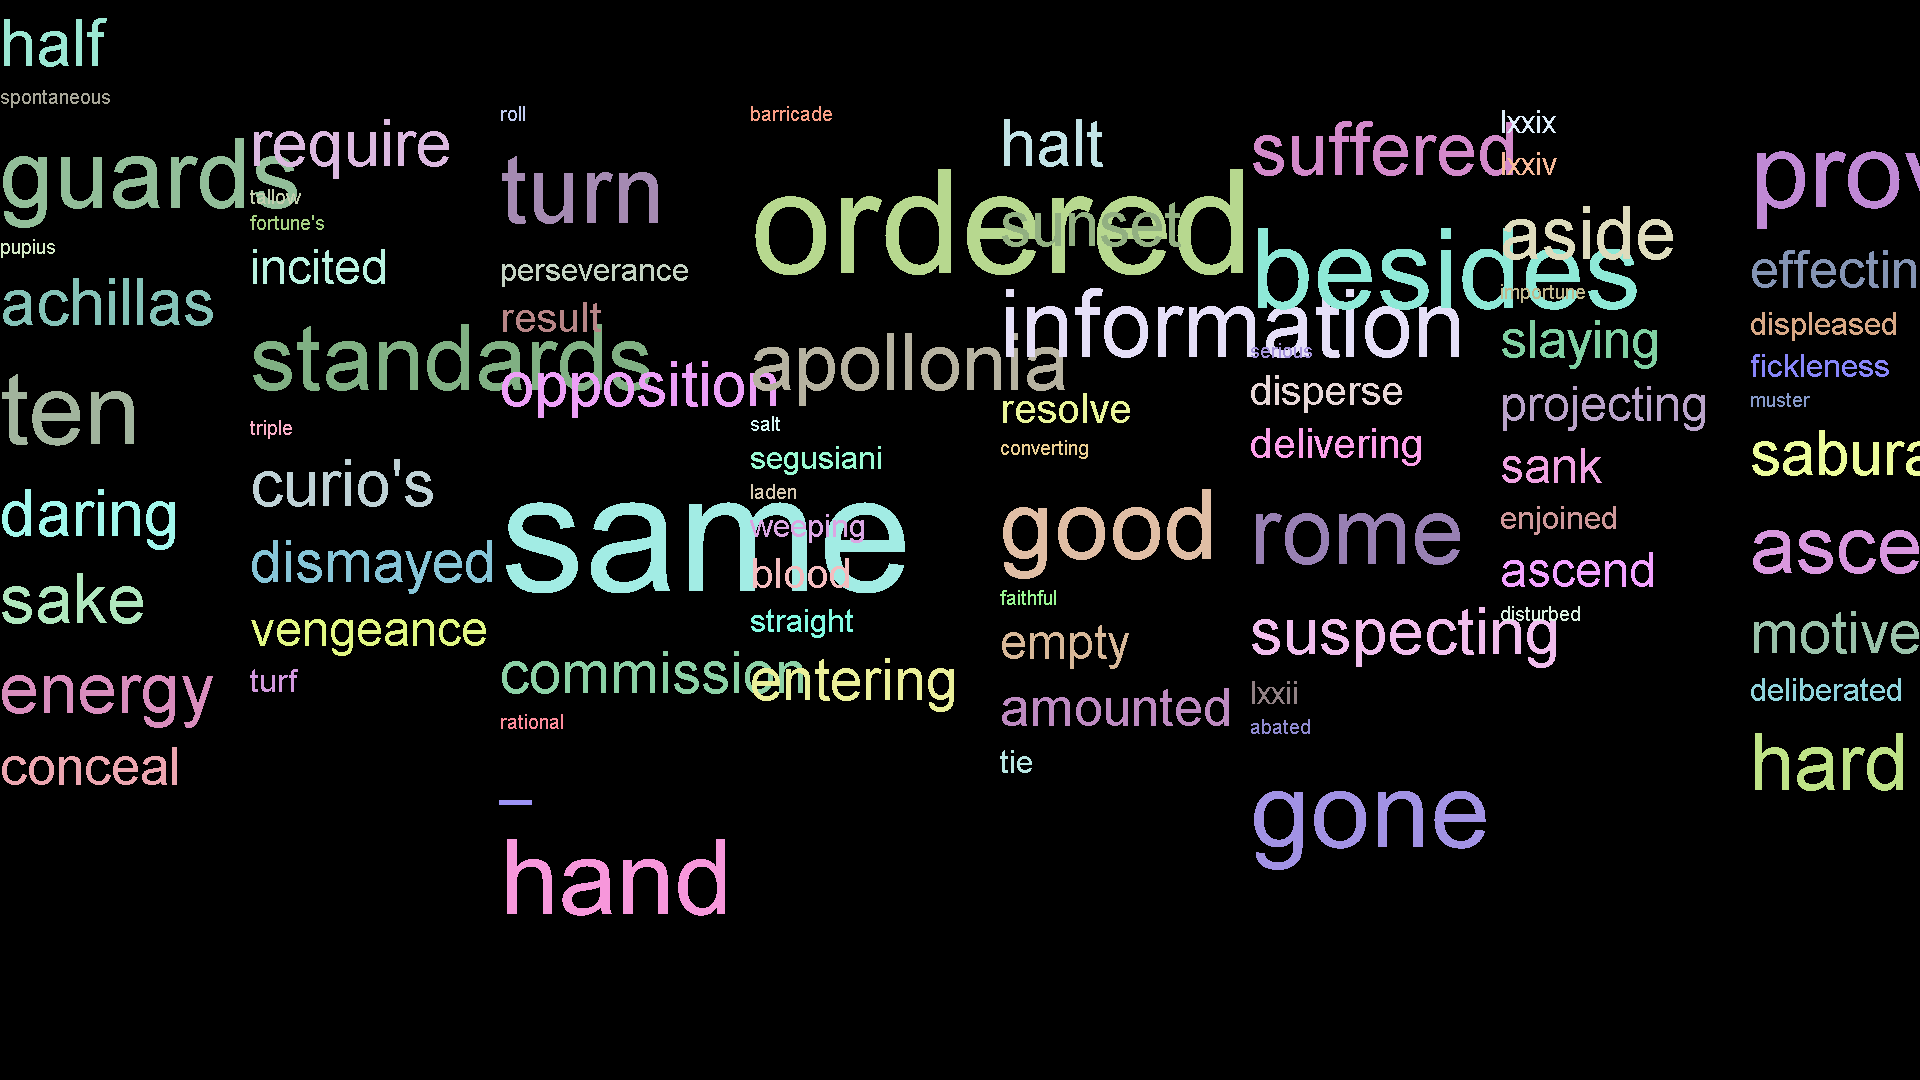 half
spontaneous
guards
pupius
achillas
ten
daring
sake
energy
conceal
require
tallow
fortune's
incited
standards
triple
curio's
dismayed
vengeance
turf
roll
turn
perseverance
result
opposition
same
commission
rational
–
hand
barricade
ordered
apollonia
salt
segusiani
laden
weeping
blood
straight
entering
halt
sunset
information
resolve
converting
good
faithful
empty
amounted
tie
suffered
besides
serious
disperse
delivering
rome
suspecting
lxxii
abated
gone
lxxix
lxxiv
aside
importune
slaying
projecting
sank
enjoined
ascend
disturbed
prov
effectin
displeased
fickleness
muster
sabura
asce
motive
deliberated
hard